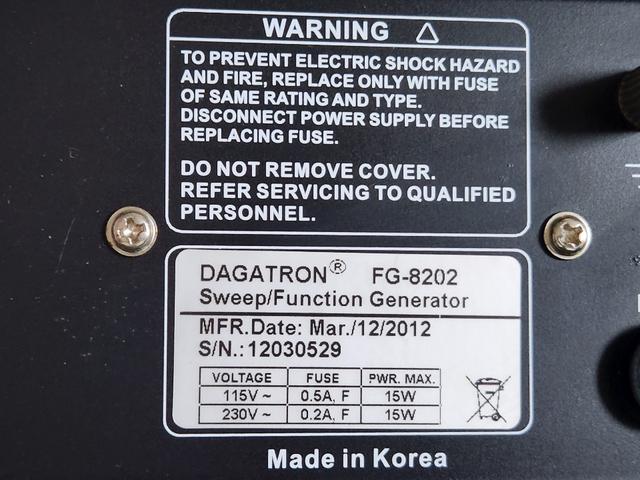 WARNING
TO PREVENT ELECTRIC SHOCK HAZARD
AND FIRE, REPLACE ONLY WITH FUSE
OF SAME RATING AND TYPE.
DISCONNECT POWER SUPPLY BEFORE
REPLACING FUSE.
DO NOT REMOVE COVER.
REFER SERVICING TO QUALIFIED
PERSONNEL.
DAGATRON® FG-8202
Sweep/Function Generator
MFR.Date: Mar./12/2012
S/N.:12030529
VOLTAGE FUSE PWR. MAX.
115V ~ 0.5A, F 15W
230V ~ 0.2A, F 15W
Made in Korea